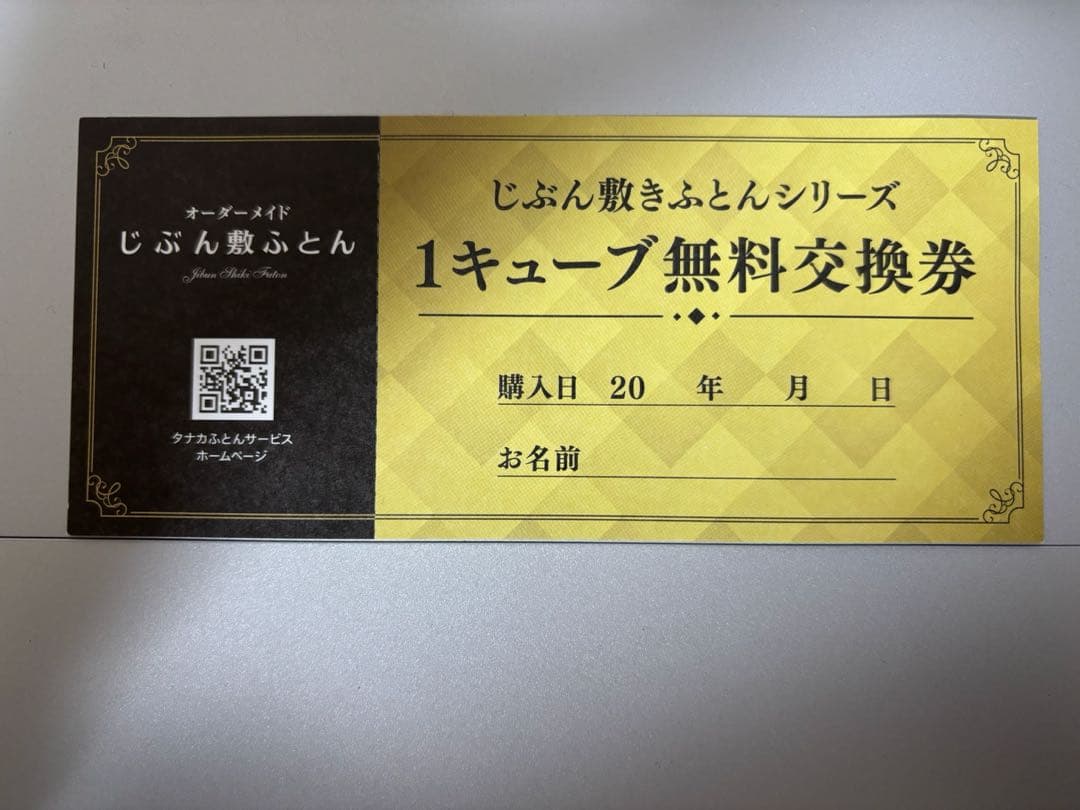 オーダーメイド
じぶん敷ふとん
Jibun Shiki Futon
タナカふとんサービス
ホームページ
じぶん敷きふとんシリーズ
1キューブ無料交換券
購入日 20 年 月 日
お名前